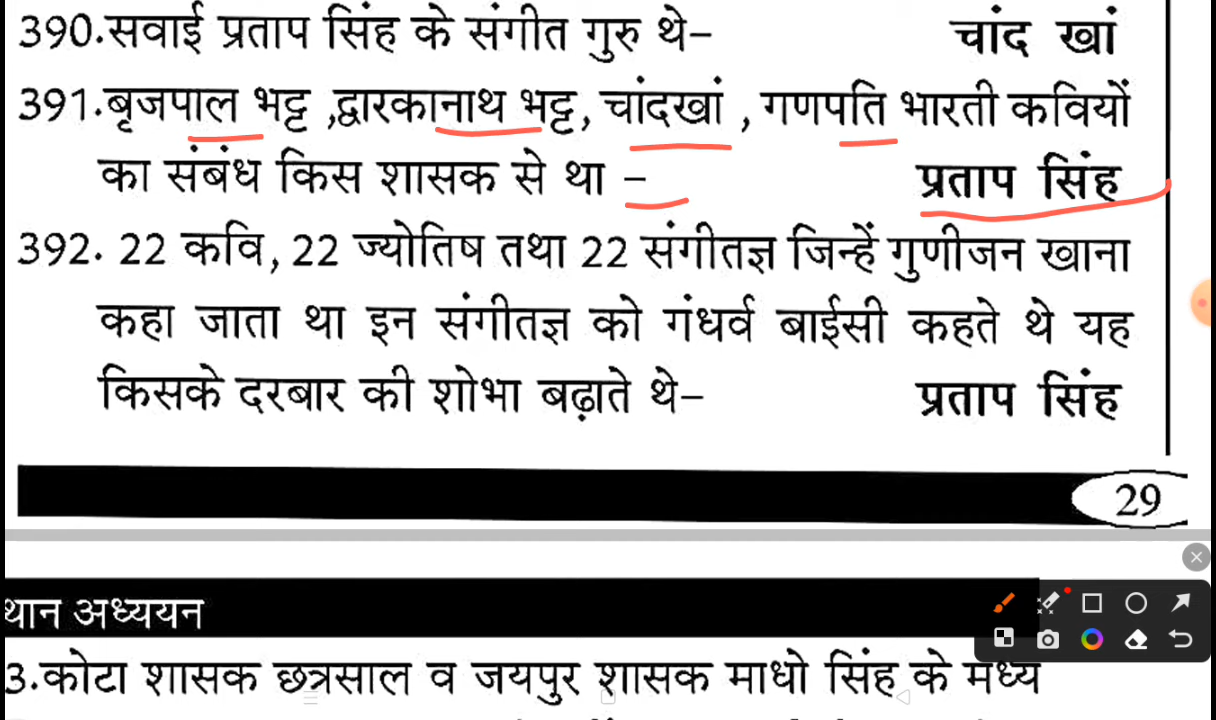 390.सवाई प्रताप सिंह के संगीत गुरु थे– चांद खां
391.बृजपाल भट्ट ,द्वारकानाथ भट्ट, चांदखां , गणपति भारती कवियों
का संबंध किस शासक से था – प्रताप सिंह
392. 22 कवि, 22 ज्योतिष तथा 22 संगीतज्ञ जिन्हें गुणीजन खाना
कहा जाता था इन संगीतज्ञ को गंधर्व बाईसी कहते थे यह
किसके दरबार की शोभा बढ़ाते थे– प्रताप सिंह
29
थान अध्ययन
3.कोटा शासक छत्रसाल व जयपुर शासक माधो सिंह के मध्य